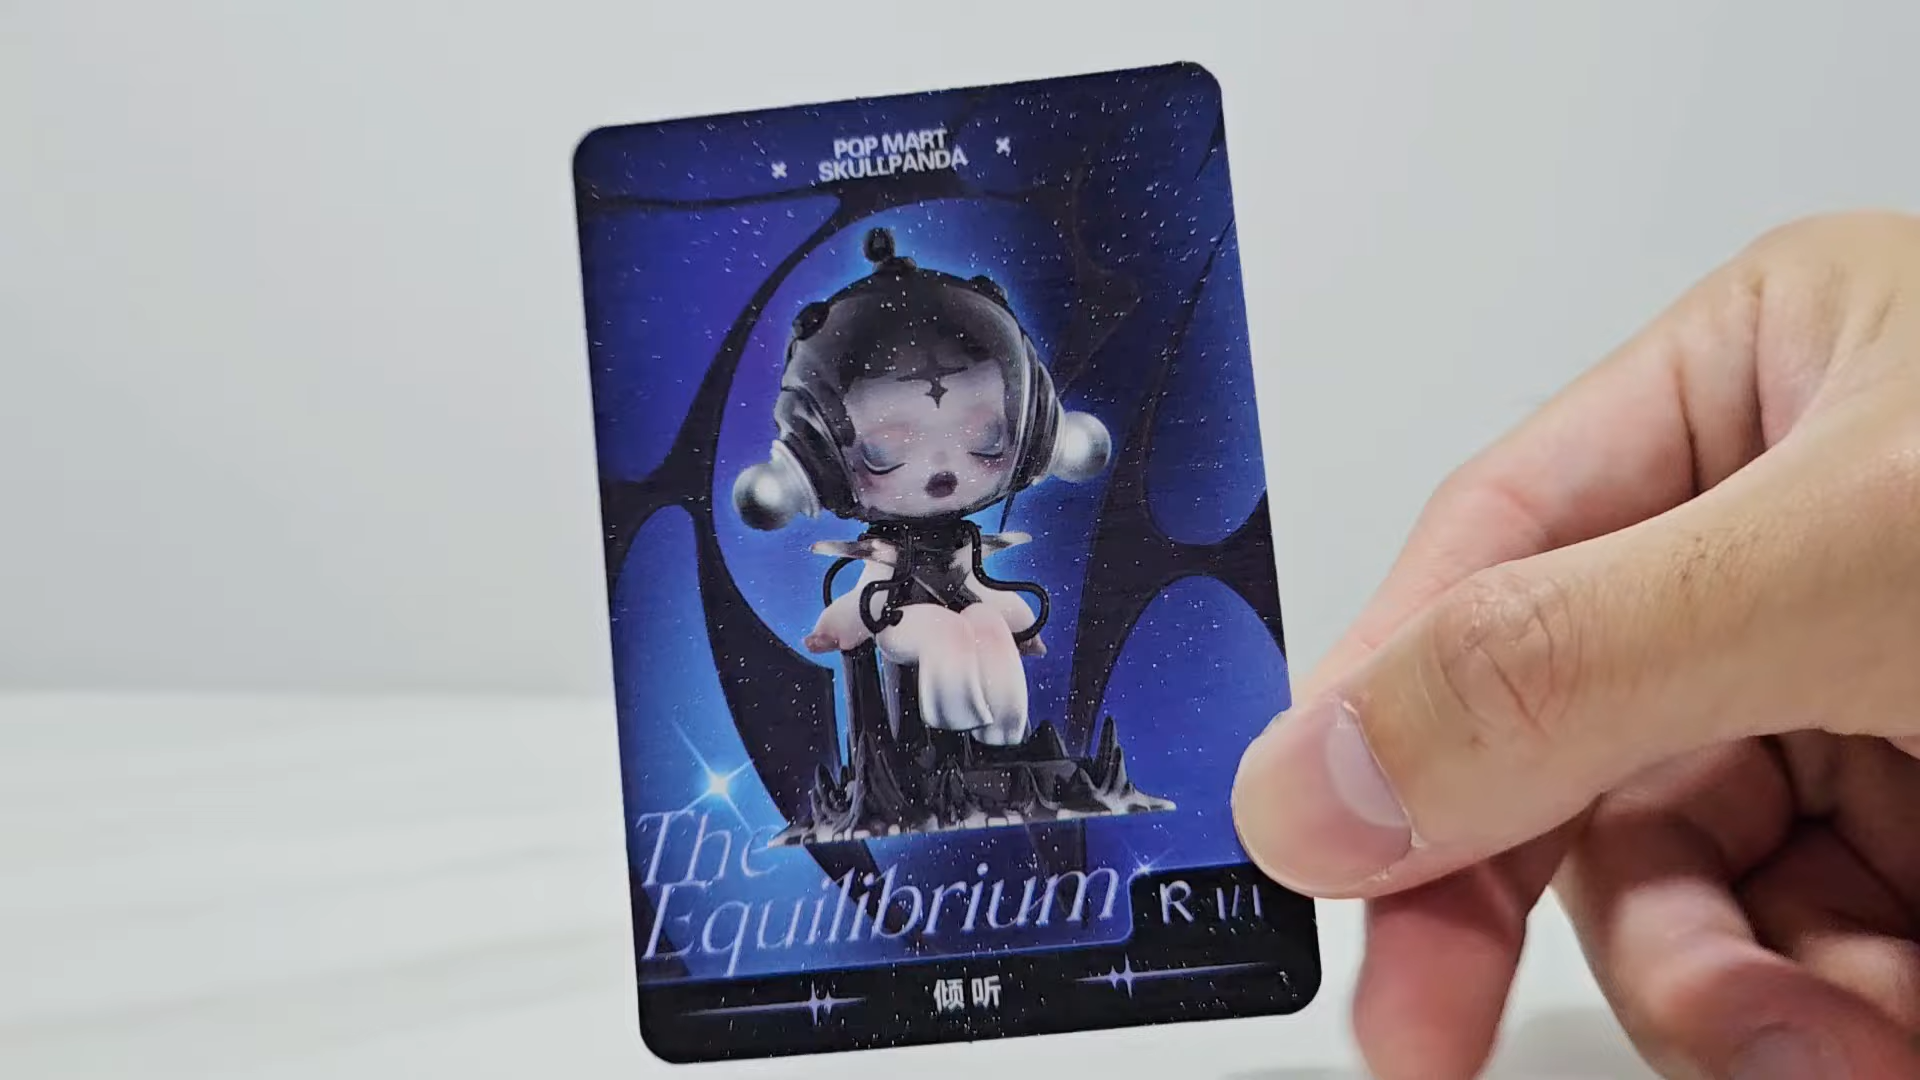 POP MART
SKULLPANDA
The
Equilibrium
R 1/1
倾听